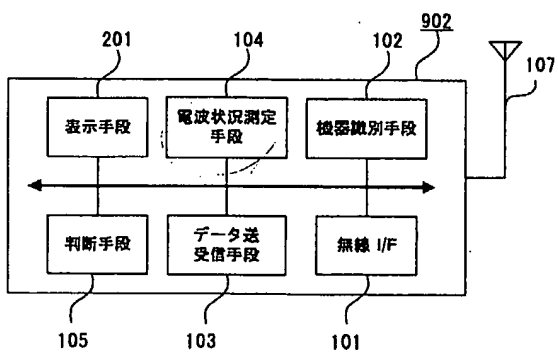 201
104
102
902
107
表示手段
電波状況測定
手段
機器識別手段
判断手段
データ送
受信手段
無線 I/F
105
103
101